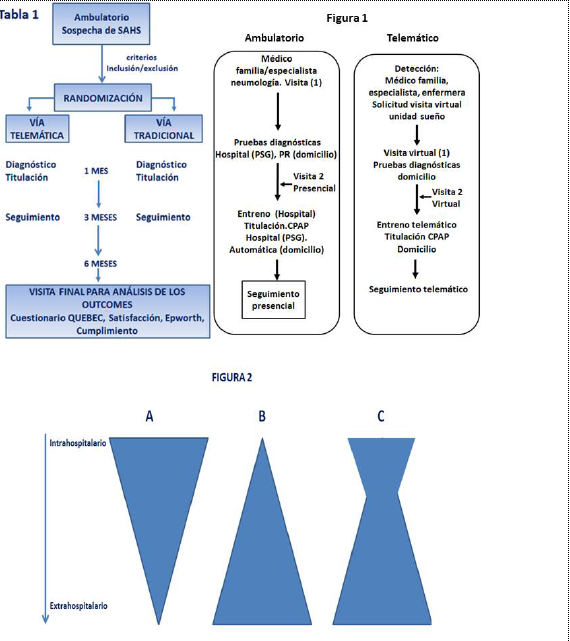 Tabla 1
Ambulatorio
Sospecha de SAHS
criterios
Inclusión/exclusión
RANDOMIZACIÓN
VÍA
TELEMÁTICA
VÍA
TRADICIONAL
Diagnóstico
Titulación
1 MES
Diagnóstico
Titulación
Seguimiento
3 MESES
Seguimiento
6 MESES
VISITA FINAL PARA ANÁLISIS DE LOS
OUTCOMES
Cuestionario QUEBEC, Satisfacción, Epworth,
Cumplimiento
Figura 1
Ambulatorio
Médico
familia/especialista
neumología. Visita (1)
Pruebas diagnósticas
Hospital (PSG), PR (domicilio)
Visita 2
Presencial
Entreno (Hospital)
Titulación.CPAP
Hospital (PSG).
Automática (domicilio)
Seguimiento
presencial
Telemático
Detección:
Médico familia,
especialista, enfermera
Solicitud visita virtual
unidad sueño
Visita virtual (1)
Pruebas diagnósticas
domicilio
Visita 2
Virtual
Entreno telemático
Titulación CPAP
Domicilio
Seguimiento telemático
FIGURA 2
A
B
C
Intrahospitalario
Extrahospitalario